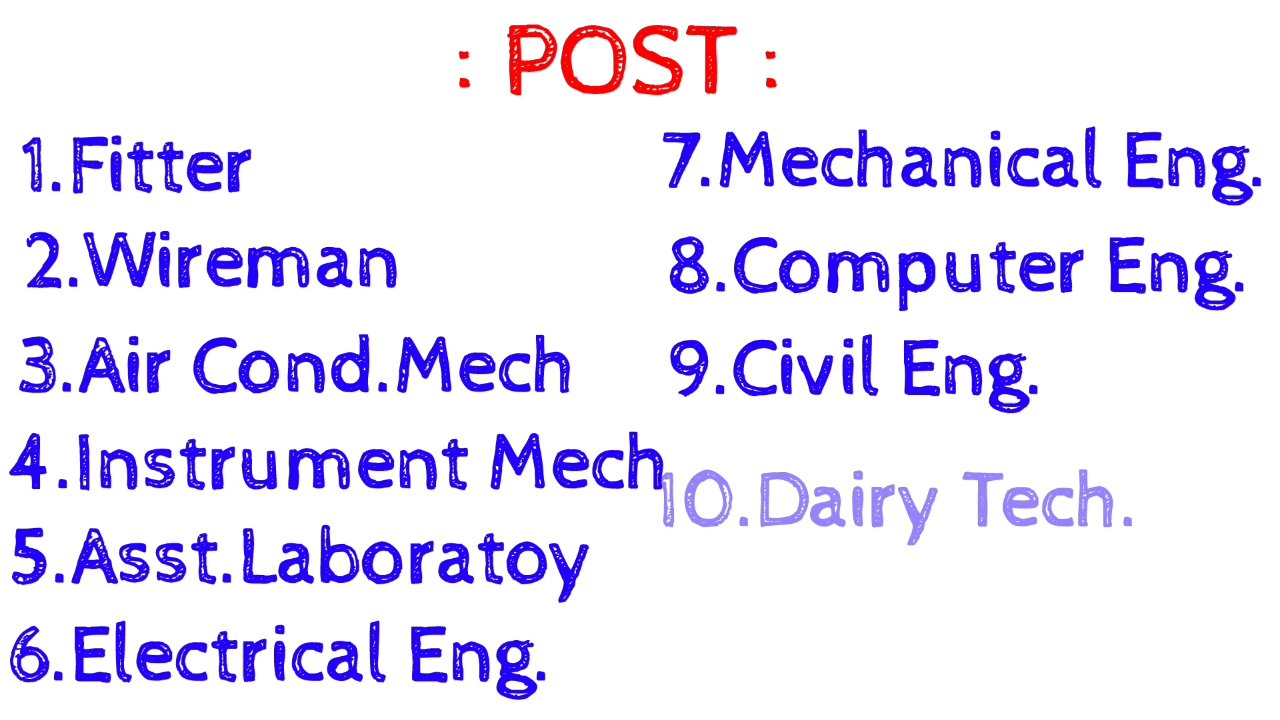 : POST :
1.Fitter
2.Wireman
3.Air Cond.Mech
4.Instrument Mech
5.Asst.Laboratoy
6.Electrical Eng.
7.Mechanical Eng.
8.Computer Eng.
9.Civil Eng.
10.Dairy Tech.